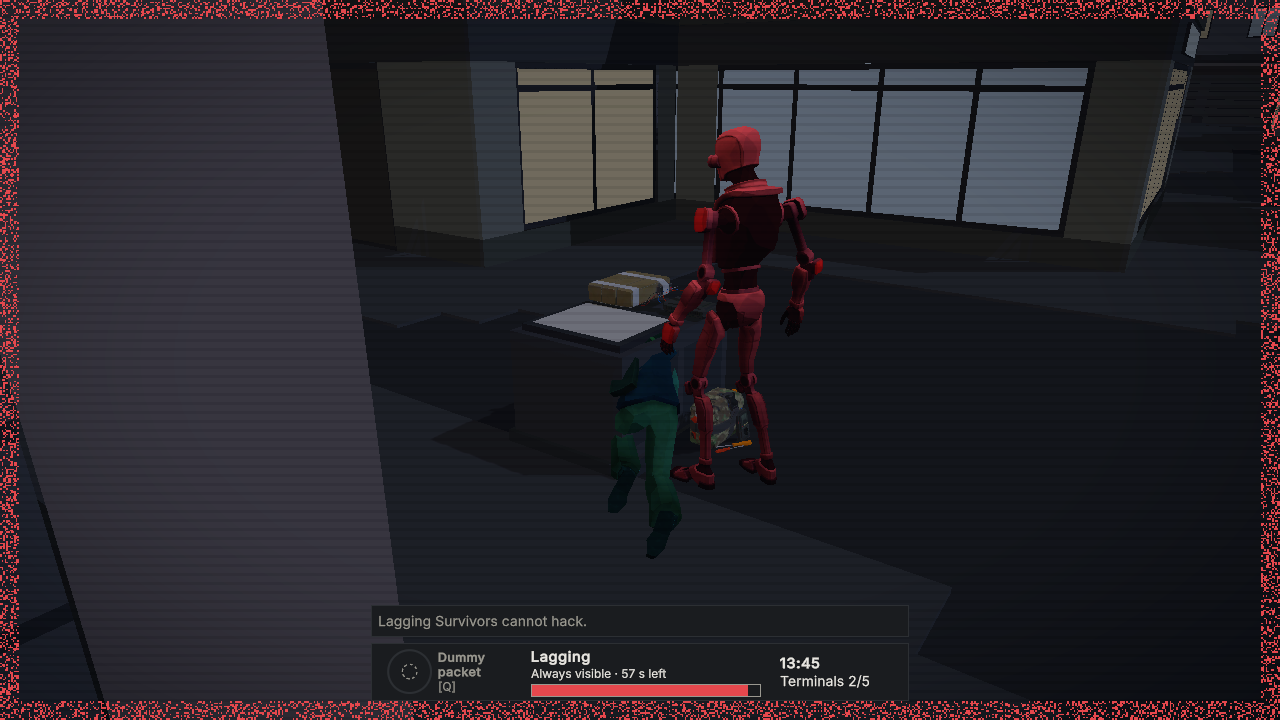 Lagging Survivors cannot hack.
Dummy
packet
[Q]
Lagging
Always visible · 57 s left
13:45
Terminals 2/5